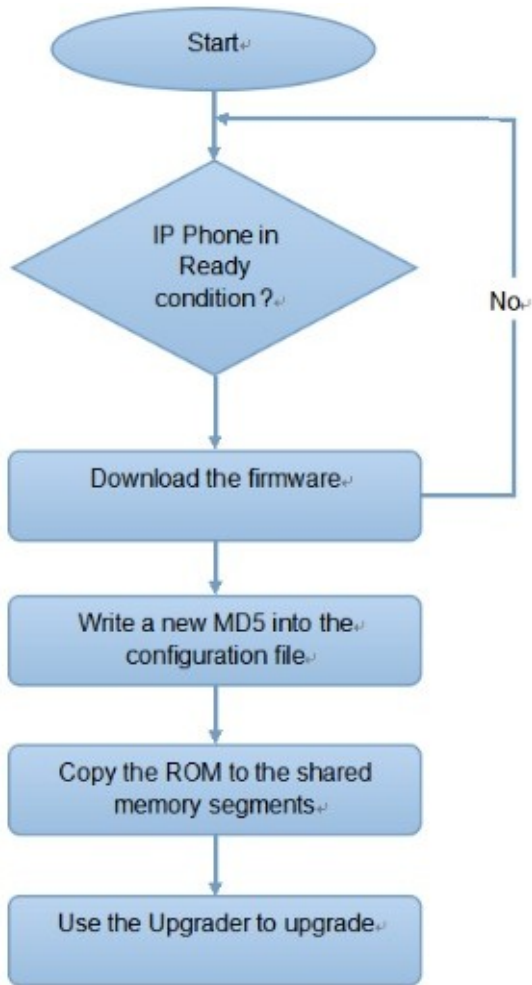 Start
IP Phone in
Ready
condition?
No
Download the firmware
Write a new MD5 into the
configuration file
Copy the ROM to the shared
memory segments
Use the Upgrader to upgrade